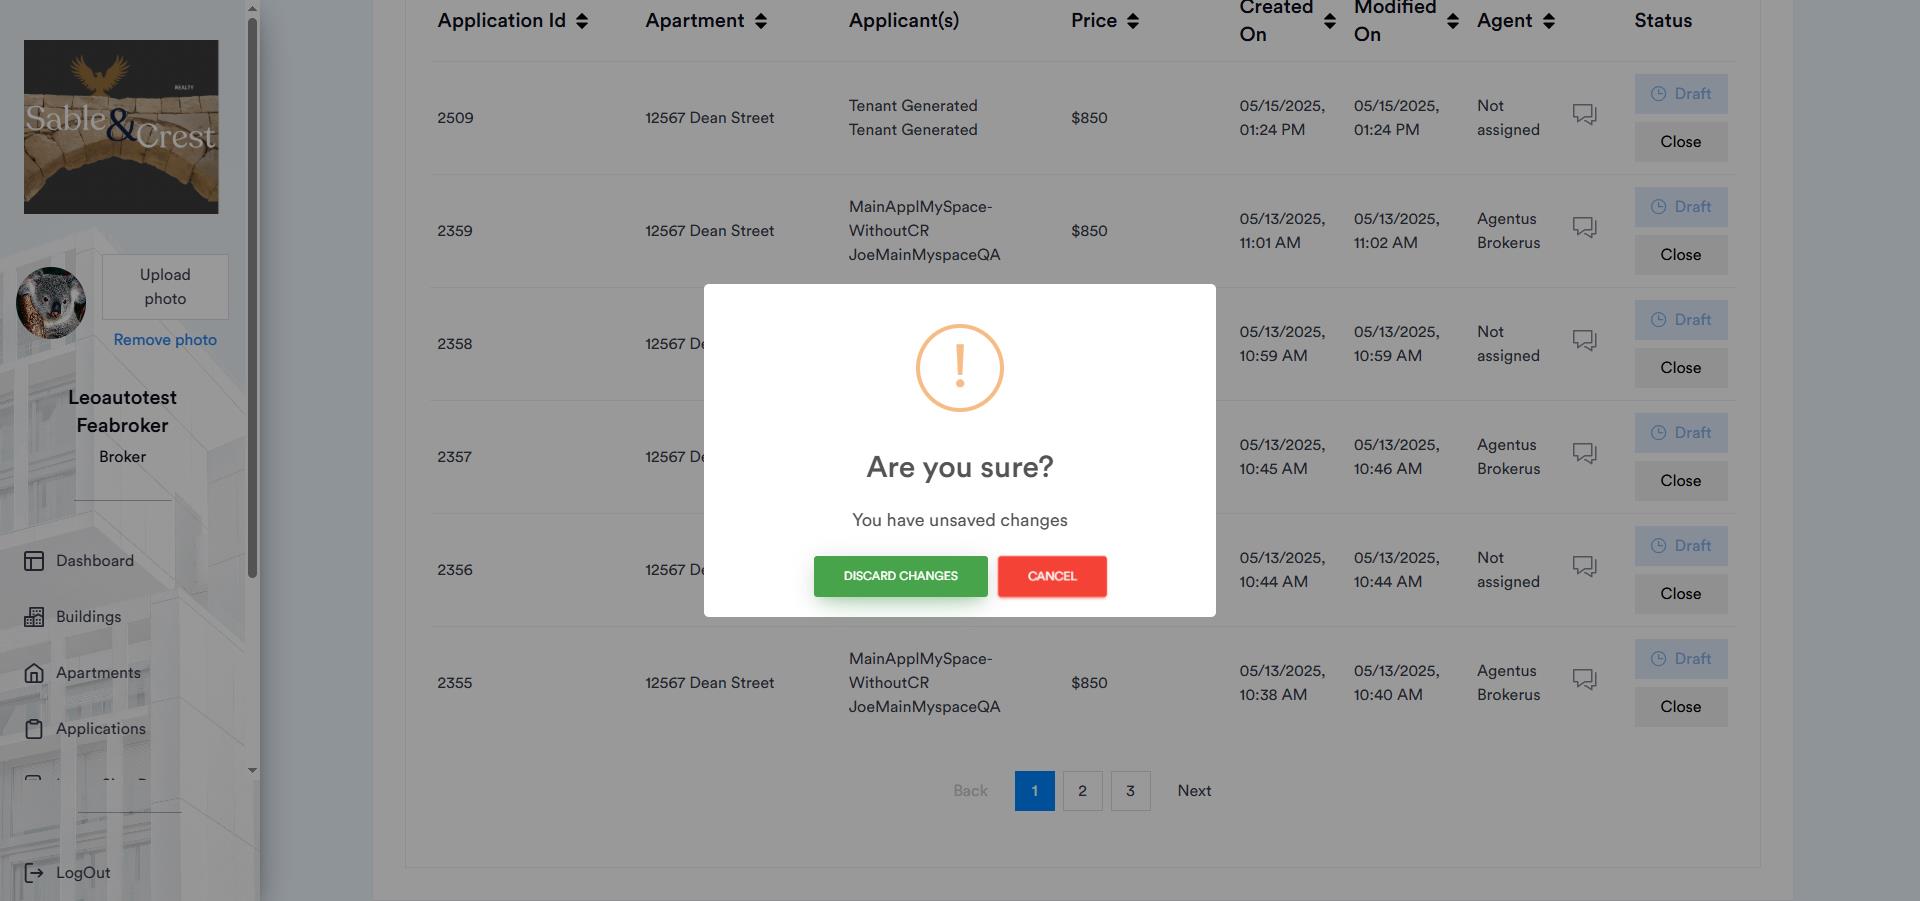 REALTY
Sable & Crest
Upload
photo
Remove photo
Leoautotest
Feabroker
Broker
Dashboard
Buildings
Apartments
Applications
LogOut
Application Id Apartment Applicant(s) Price Created On Modified On Agent Status
2509 12567 Dean Street Tenant Generated $850 05/15/2025, 05/15/2025, Not Draft
Tenant Generated 01:24 PM 01:24 PM assigned Close
2359 12567 Dean Street MainApplMySpace- $850 05/13/2025, 05/13/2025, Agentus Draft
WithoutCR 11:01 AM 11:02 AM Brokerus Close
JoeMainMyspaceQA
2358 12567 05/13/2025, 05/13/2025, Not Draft
10:59 AM 10:59 AM assigned Close
2357 12567 05/13/2025, 05/13/2025, Agentus Draft
10:45 AM 10:46 AM Brokerus Close
2356 12567 05/13/2025, 05/13/2025, Not Draft
10:44 AM 10:44 AM assigned Close
2355 12567 Dean Street MainApplMySpace- $850 05/13/2025, 05/13/2025, Agentus Draft
WithoutCR 10:38 AM 10:40 AM Brokerus Close
JoeMainMyspaceQA
Back 1 2 3 Next
!
Are you sure?
You have unsaved changes
DISCARD CHANGES CANCEL